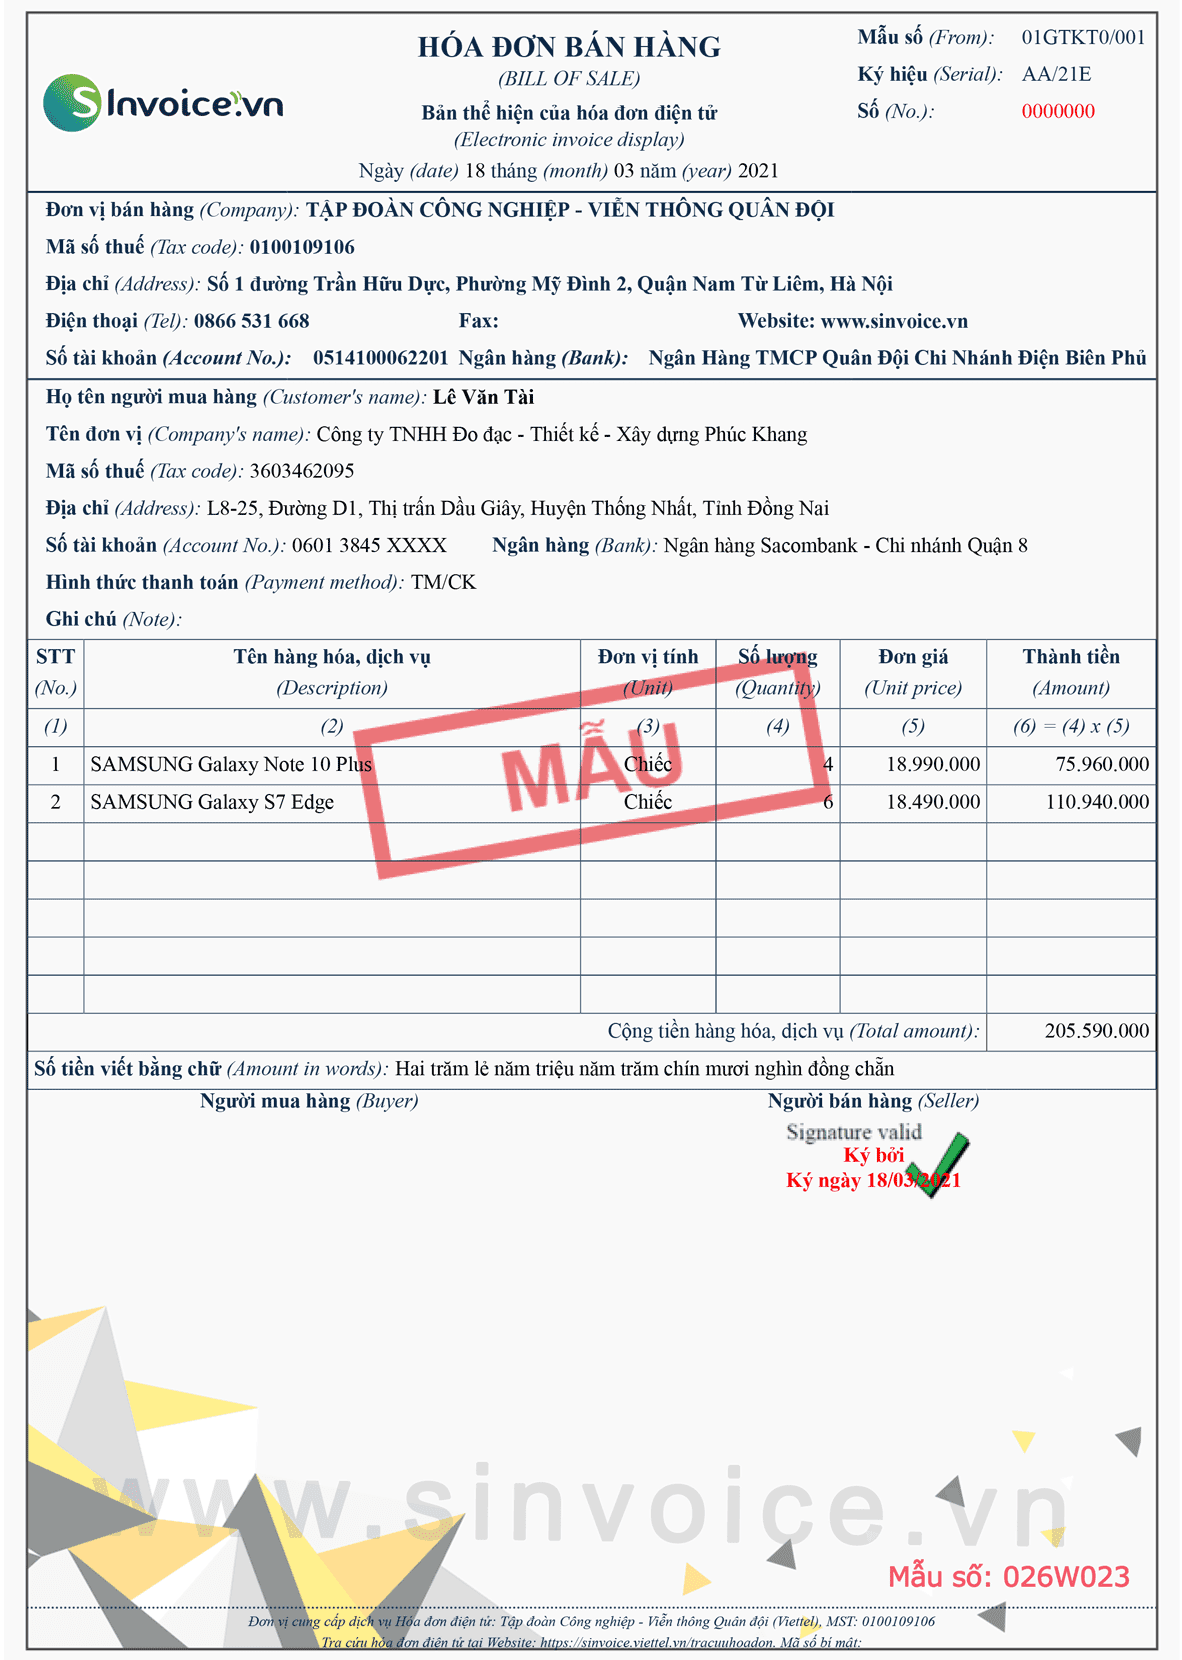 SInvoice.vn
HÓA ĐƠN BÁN HÀNG
(BILL OF SALE)
Bản thể hiện của hóa đơn điện tử
(Electronic invoice display)
Ngày (date) 18 tháng (month) 03 năm (year) 2021
Mẫu số (From): 01GTKT0/001
Ký hiệu (Serial): AA/21E
Số (No.): 0000000
Đơn vị bán hàng (Company): TẬP ĐOÀN CÔNG NGHIỆP - VIỄN THÔNG QUÂN ĐỘI
Mã số thuế (Tax code): 0100109106
Địa chỉ (Address): Số 1 đường Trần Hữu Dực, Phường Mỹ Đình 2, Quận Nam Từ Liêm, Hà Nội
Điện thoại (Tel): 0866 531 668 Fax: Website: www.sinvoice.vn
Số tài khoản (Account No.): 0514100062201 Ngân hàng (Bank): Ngân Hàng TMCP Quân Đội Chi Nhánh Điện Biên Phủ
Họ tên người mua hàng (Customer's name): Lê Văn Tài
Tên đơn vị (Company's name): Công ty TNHH Đo đạc - Thiết kế - Xây dựng Phúc Khang
Mã số thuế (Tax code): 3603462095
Địa chỉ (Address): L8-25, Đường D1, Thị trấn Dầu Giây, Huyện Thống Nhất, Tỉnh Đồng Nai
Số tài khoản (Account No.): 0601 3845 XXXX Ngân hàng (Bank): Ngân hàng Sacombank - Chi nhánh Quận 8
Hình thức thanh toán (Payment method): TM/CK
Ghi chú (Note):
STT Tên hàng hóa, dịch vụ Đơn vị tính Số lượng Đơn giá Thành tiền
(No.) (Description) (Unit) (Quantity) (Unit price) (Amount)
(1) (2) (3) (4) (5) (6) = (4) x (5)
1 SAMSUNG Galaxy Note 10 Plus Chiếc 4 18.990.000 75.960.000
2 SAMSUNG Galaxy S7 Edge Chiếc 6 18.490.000 110.940.000
MẪU
Cộng tiền hàng hóa, dịch vụ (Total amount): 205.590.000
Số tiền viết bằng chữ (Amount in words): Hai trăm lẻ năm triệu năm trăm chín mươi nghìn đồng chẵn
Người mua hàng (Buyer) Người bán hàng (Seller)
Signature valid
Ký bởi
Ký ngày 18/03/2021
www.sinvoice.vn
Mẫu số: 026W023
Đơn vị cung cấp dịch vụ Hóa đơn điện tử: Tập đoàn Công nghiệp - Viễn thông Quân đội (Viettel), MST: 0100109106
Tra cứu hóa đơn điện tử tại Website: https://sinvoice.viettel.vn/tracuuhoadon. Mã số bí mật: